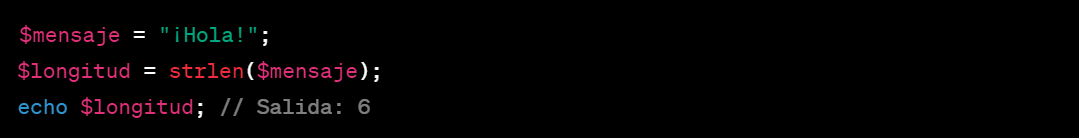 $mensaje = "¡Hola!";
$longitud = strlen($mensaje);
echo $longitud; // Salida: 6